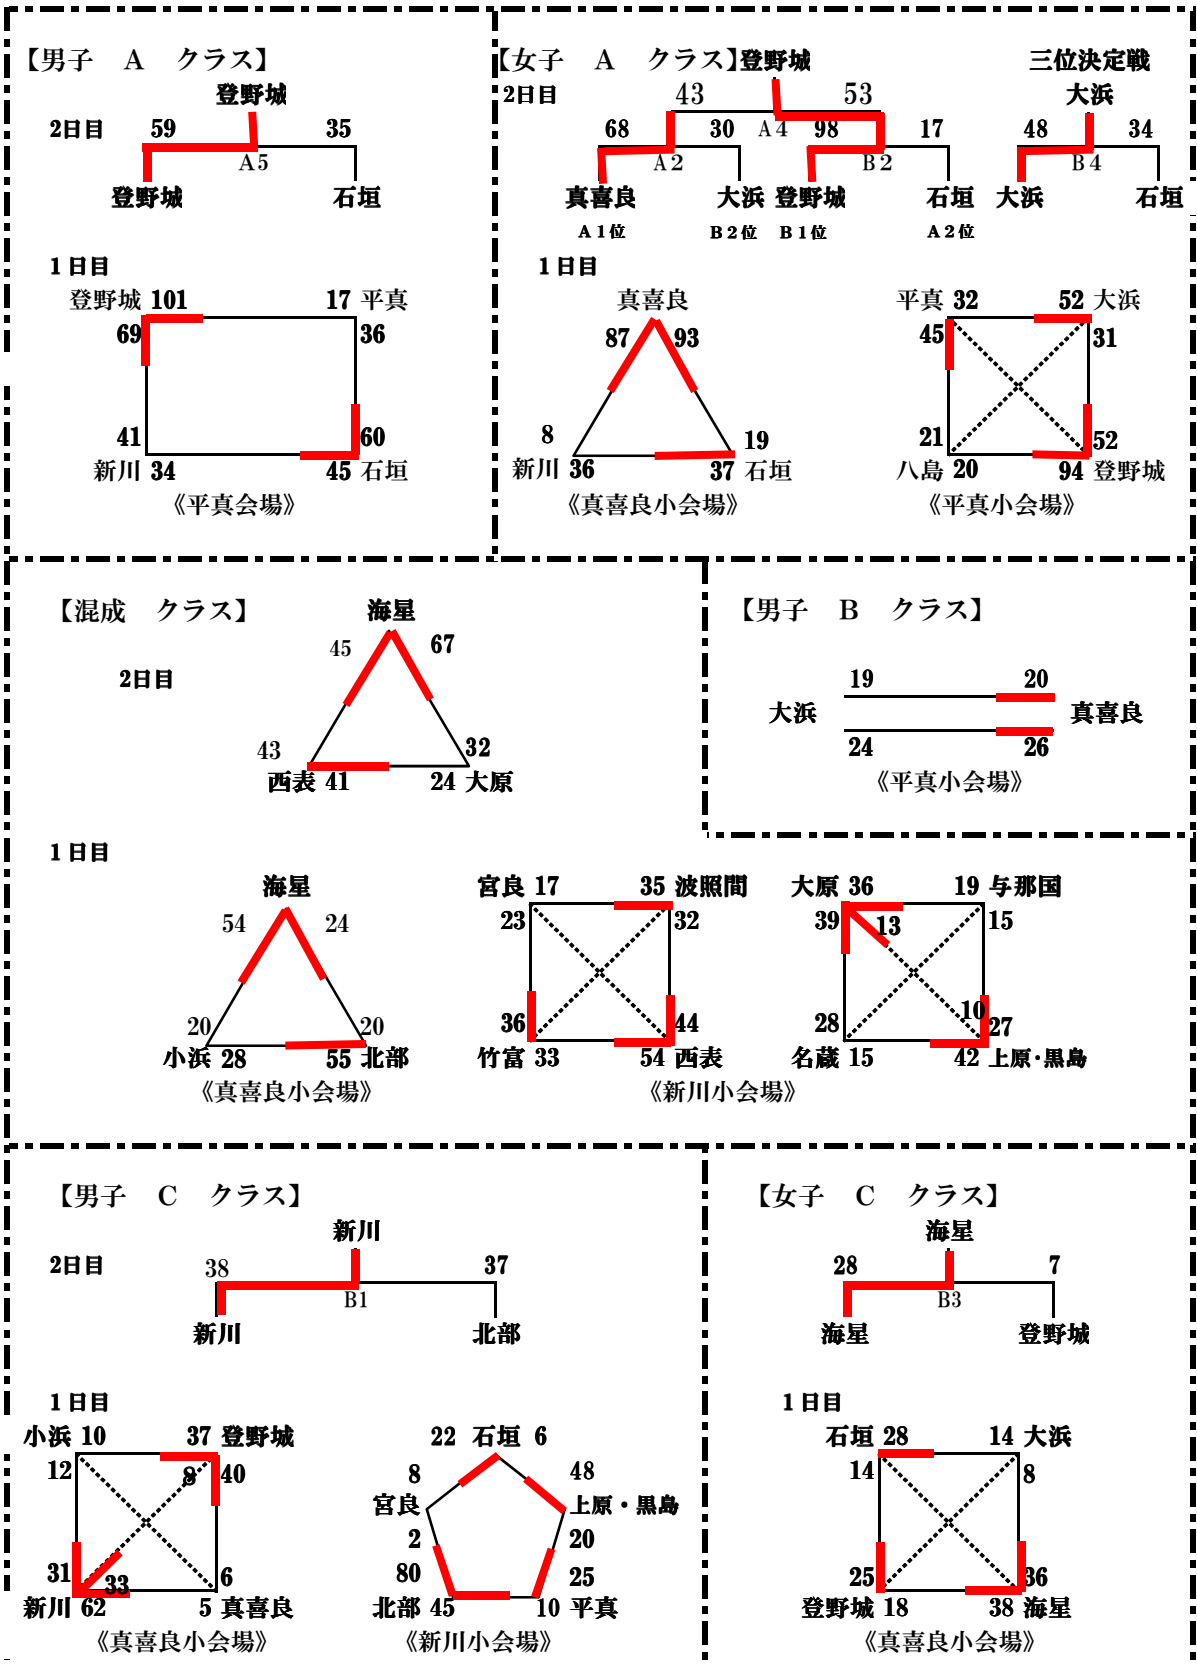 【男子 A クラス】
登野城
2日目 59 35
A5
登野城 石垣
1日目
登野城 101 17 平真
69 36
41 60
新川 34 45 石垣
《平真会場》
【女子 A クラス】登野城
2日目 43 53
68 30 A4 98 17
A2 B2
真喜良 大浜 登野城 石垣
A1位 B2位 B1位 A2位
三位決定戦
大浜
48 34
B4
大浜 石垣
1日目
真喜良
87 93
8 19
新川 36 37 石垣
《真喜良小会場》
平真 32 52 大浜
45 31
21 52
八島 20 94 登野城
《平真小会場》
【混成 クラス】
海星
45 67
2日目
43 32
西表 41 24 大原
【男子 B クラス】
19 20
大浜 真喜良
24 26
《平真小会場》
1日目
海星
54 24
20 20
小浜 28 55 北部
《真喜良小会場》
宮良 17 35 波照間
23 32
36 44
竹富 33 54 西表
大原 36 19 与那国
39 13 15
28 10 27
名蔵 15 42 上原・黒島
《新川小会場》
【男子 C クラス】
新川
2日目 38 37
B1
新川 北部
1日目
小浜 10 37 登野城
12 8 40
31 33 6
新川 62 5 真喜良
《真喜良小会場》
22 石垣 6
8 48
宮良 上原・黒島
2 20
80 25
北部 45 10 平真
《新川小会場》
【女子 C クラス】
海星
28 7
B3
海星 登野城
1日目
石垣 28 14 大浜
14 8
25 36
登野城 18 38 海星
《真喜良小会場》